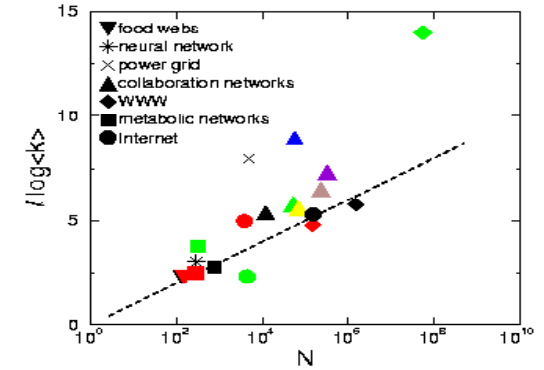 15
food webs
neural network
power grid
collaboration networks
WWW
metabolic networks
Internet
10
l log<k>
5
0
10^0 10^2 10^4 10^6 10^8 10^10
N